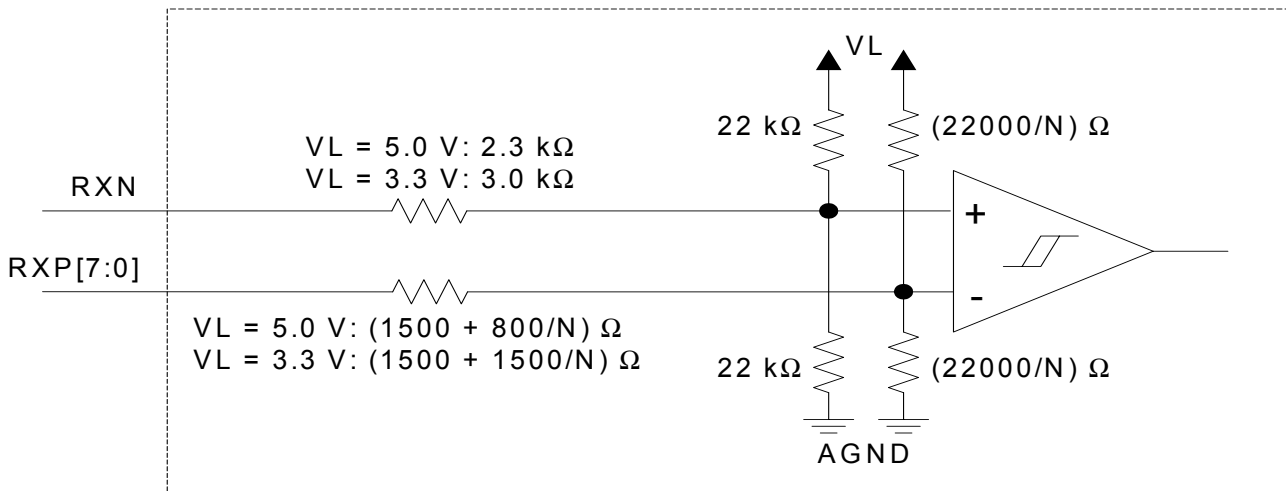 VL
22 kΩ
(22000/N) Ω
VL = 5.0 V: 2.3 kΩ
VL = 3.3 V: 3.0 kΩ
RXN
+
RXP[7:0]
-
VL = 5.0 V: (1500 + 800/N) Ω
VL = 3.3 V: (1500 + 1500/N) Ω
22 kΩ
(22000/N) Ω
AGND